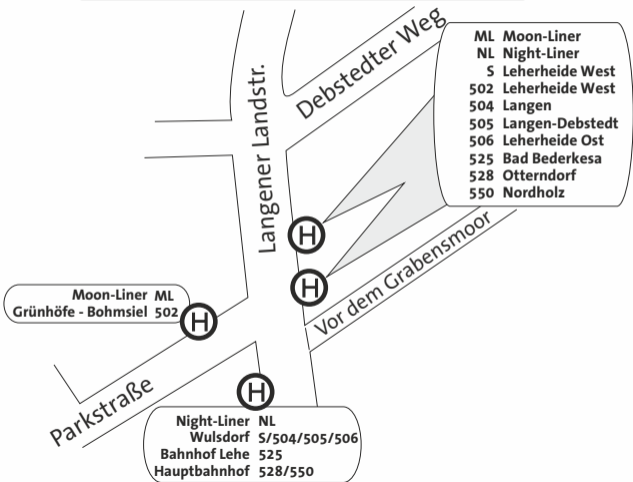 Debstedter Weg
Langener Landstr.
ML Moon-Liner
NL Night-Liner
S Leherheide West
502 Leherheide West
504 Langen
505 Langen-Debstedt
506 Leherheide Ost
525 Bad Bederkesa
528 Otterndorf
550 Nordholz
H
H
Vor dem Grabensmoor
Moon-Liner ML
Grünhöfe - Bohmsiel 502
H
Parkstraße
H
Night-Liner NL
Wulsdorf S/504/505/506
Bahnhof Lehe 525
Hauptbahnhof 528/550